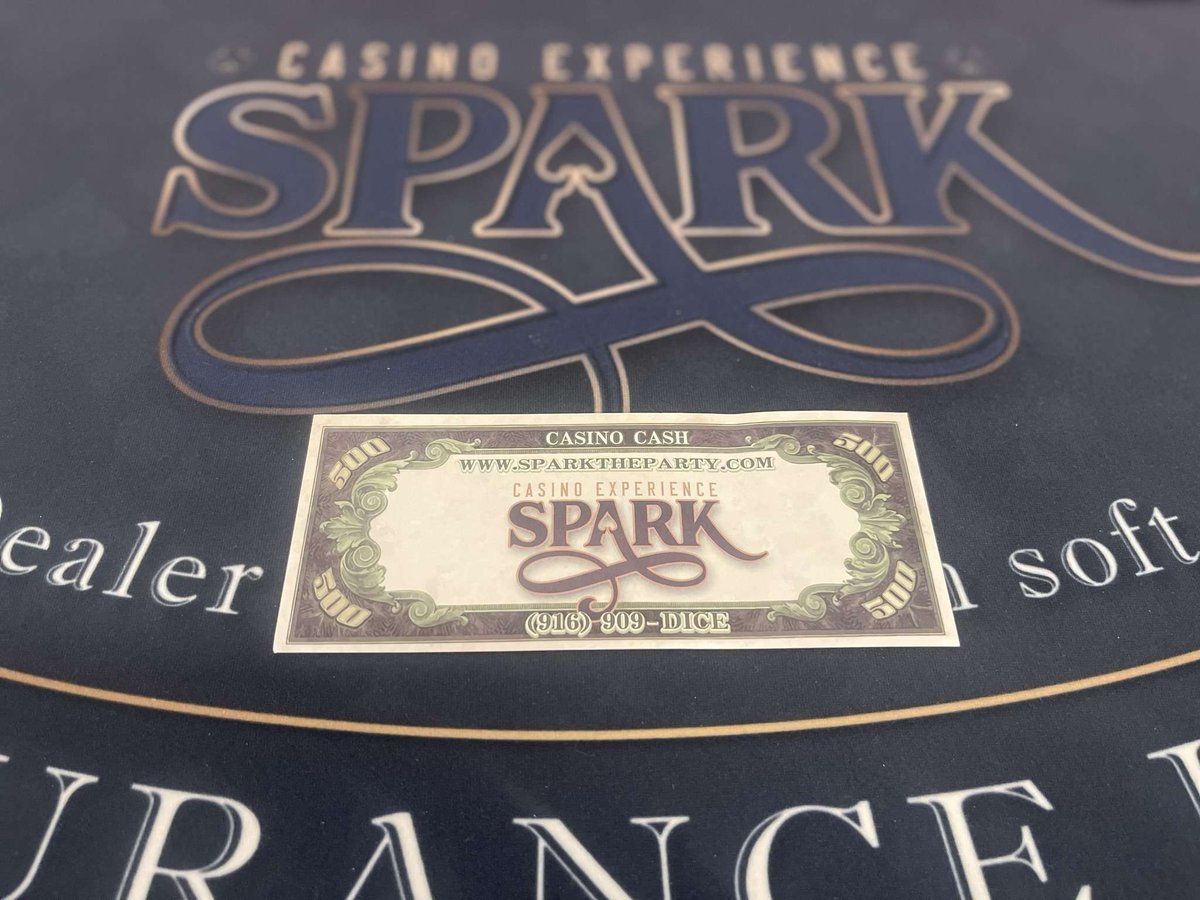 CASINO EXPERIENCE
SPARK
500 CASINO CASH 500
WWW.SPARKTHEPARTY.COM
CASINO EXPERIENCE
SPARK
500 (916) 909-DICE 500
ealer n soft
URANCE